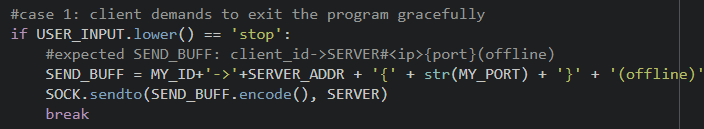 #case 1: client demands to exit the program gracefully
if USER_INPUT.lower() == 'stop':
    #expected SEND_BUFF: client_id->SERVER#<ip>{port}(offline)
    SEND_BUFF = MY_ID+'->'+SERVER_ADDR + '{' + str(MY_PORT) + '}' + '(offline)'
    SOCK.sendto(SEND_BUFF.encode(), SERVER)
    break